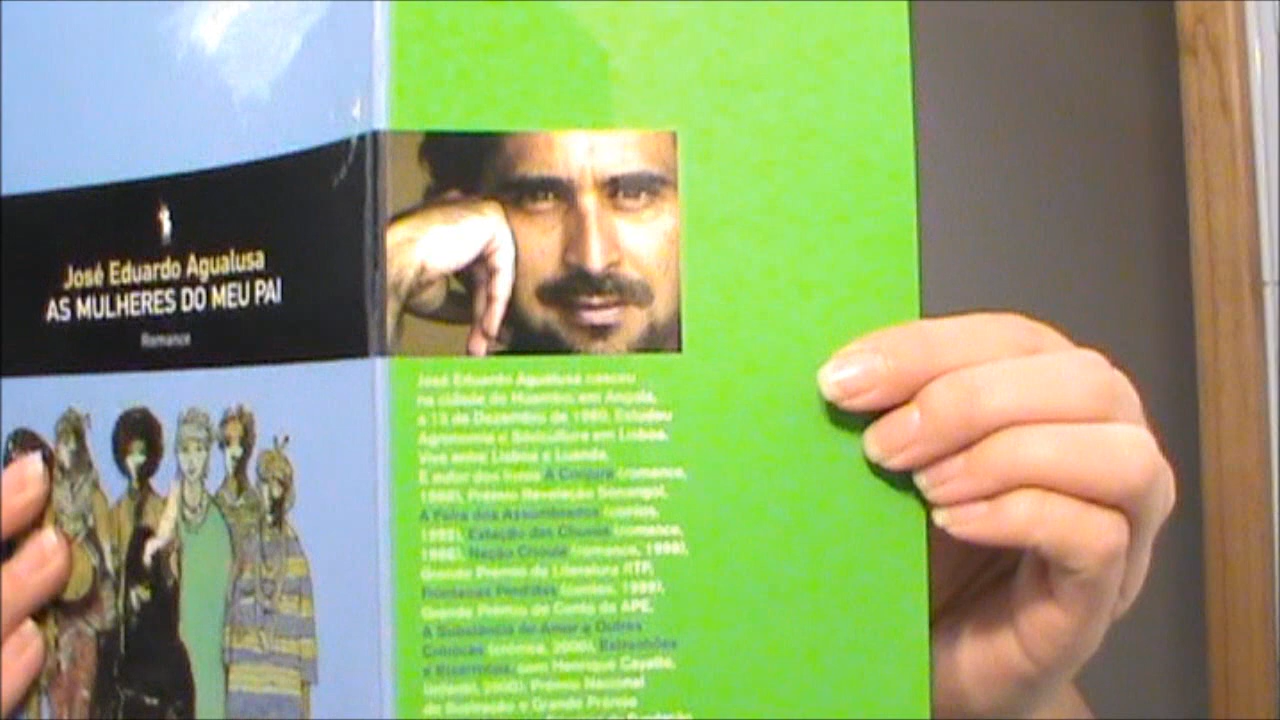 José Eduardo Agualusa
AS MULHERES DO MEU PAI
Romance
José Eduardo Agualusa nasceu
na cidade do Huambo, em Angola,
a 13 de Dezembro de 1960. Estudou
Agronomia e Silvicultura em Lisboa.
Vive entre Lisboa e Luanda.
É autor dos livros A Conjura (romance,
1989), Prémio Revelação Sonangol,
A Feira dos Assombrados (contos,
1992), Estação das Chuvas (romance,
1996), Nação Crioula (romance, 1998),
Grande Prémio de Literatura RTP,
Fronteiras Perdidas (contos, 1999),
Grande Prémio de Conto da APE,
A Substância do Amor e Outras
Crónicas (crónica, 2000), Estranhões
e Bizarrocos, (com Henrique Cayatte,
infantil, 2000), Prémio Nacional
de Ilustração e Grande Prémio